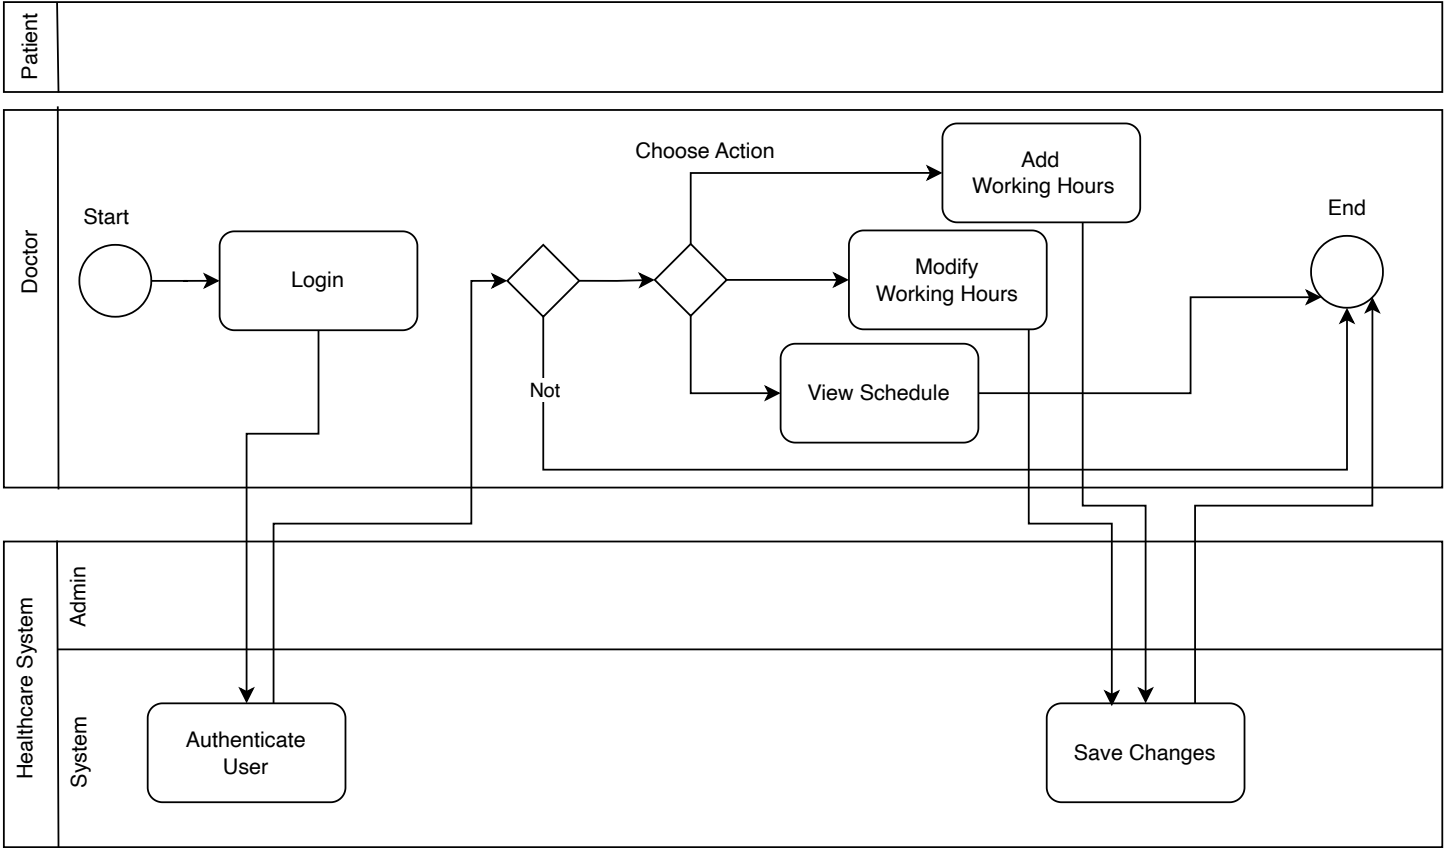 Patient
Doctor
Start
Login
Not
Choose Action
Add
Working Hours
Modify
Working Hours
View Schedule
End
Healthcare System
Admin
System
Authenticate
User
Save Changes